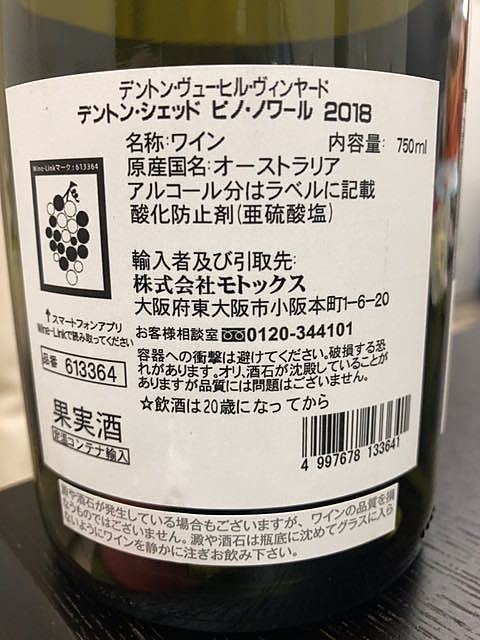 デントン・ヴューヒル・ヴィンヤード
デントン・シェッド ピノ・ノワール 2018
名称:ワイン 内容量: 750ml
原産国名:オーストラリア
アルコール分はラベルに記載
酸化防止剤(亜硫酸塩)
Wine-Linkマーク:613364
輸入者及び引取先:
株式会社モトックス
大阪府東大阪市小阪本町1-6-20
↑スマートフォンアプリ
Wine-Linkで読み取ってください
お客様相談室 0120-344101
容器への衝撃は避けてください。破損する恐
れがあります。オリ、酒石が沈殿していることが
ありますが品質には問題はございません。
品番 613364
☆飲酒は20歳になってから
果実酒
定温コンテナ輸入
4 997678 133641
澱や酒石が発生している場合もございますが、ワインの品質を損
なうものではございません。澱や酒石は瓶底に沈めてグラスに入ら
ないようにワインを静かに注ぎお飲み下さい。